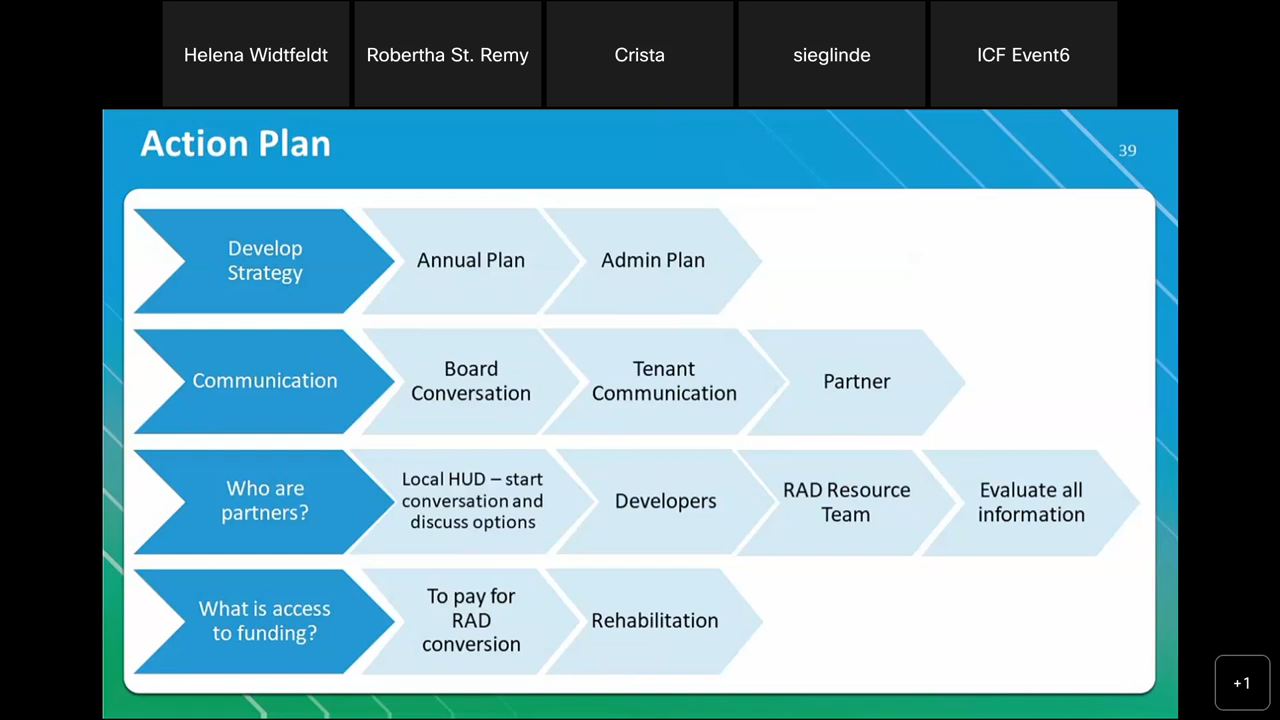 Helena Widtfeldt
Robertha St. Remy
Crista
sieglinde
ICF Event6
Action Plan
39
Develop
Strategy
Annual Plan
Admin Plan
Communication
Board
Conversation
Tenant
Communication
Partner
Who are
partners?
Local HUD – start
conversation and
discuss options
Developers
RAD Resource
Team
Evaluate all
information
What is access
to funding?
To pay for
RAD
conversion
Rehabilitation
+1